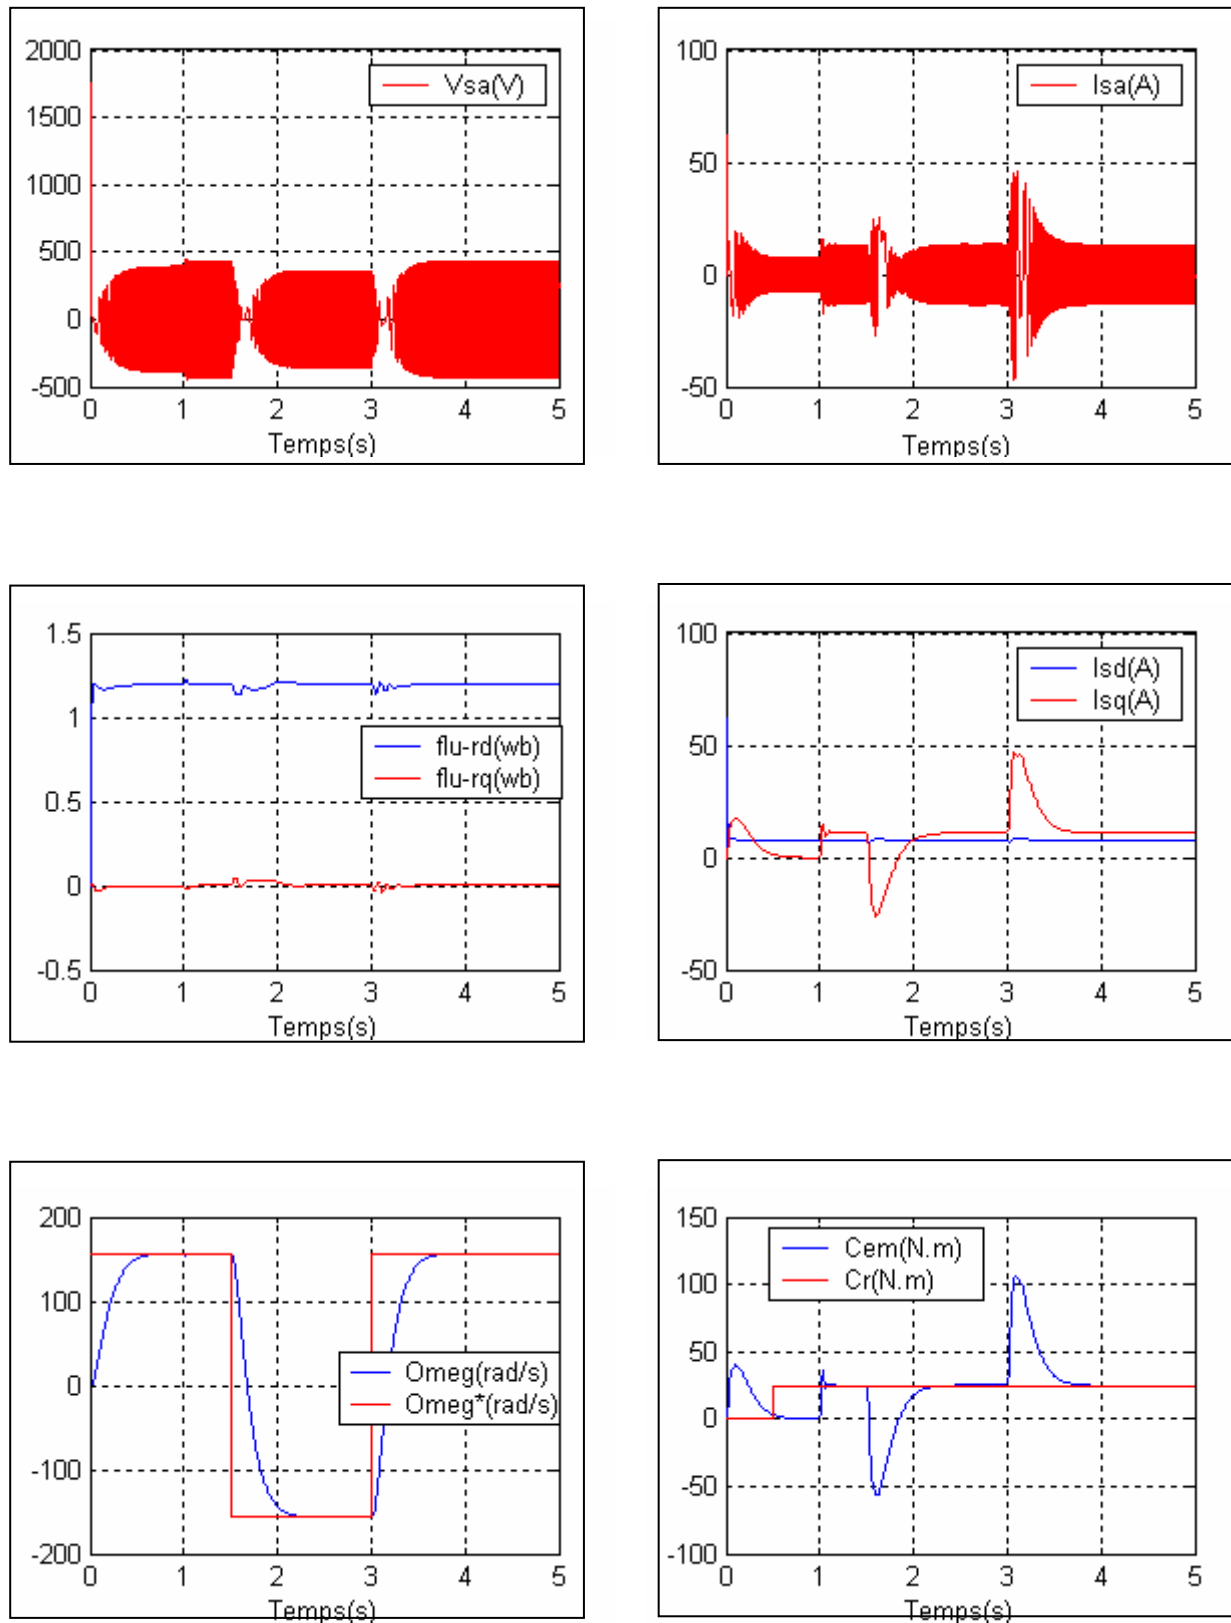 2000
1500
1000
500
0
-500
0 1 2 3 4 5
Vsa(V)
Temps(s)
100
50
0
-50
0 1 2 3 4 5
Isa(A)
Temps(s)
1.5
1
0.5
0
-0.5
0 1 2 3 4 5
flu-rd(wb)
flu-rq(wb)
Temps(s)
100
50
0
-50
0 1 2 3 4 5
Isd(A)
Isq(A)
Temps(s)
200
100
0
-100
-200
0 1 2 3 4 5
Omeg(rad/s)
Omeg*(rad/s)
Temps(s)
150
100
50
0
-50
-100
0 1 2 3 4 5
Cem(N.m)
Cr(N.m)
Temps(s)